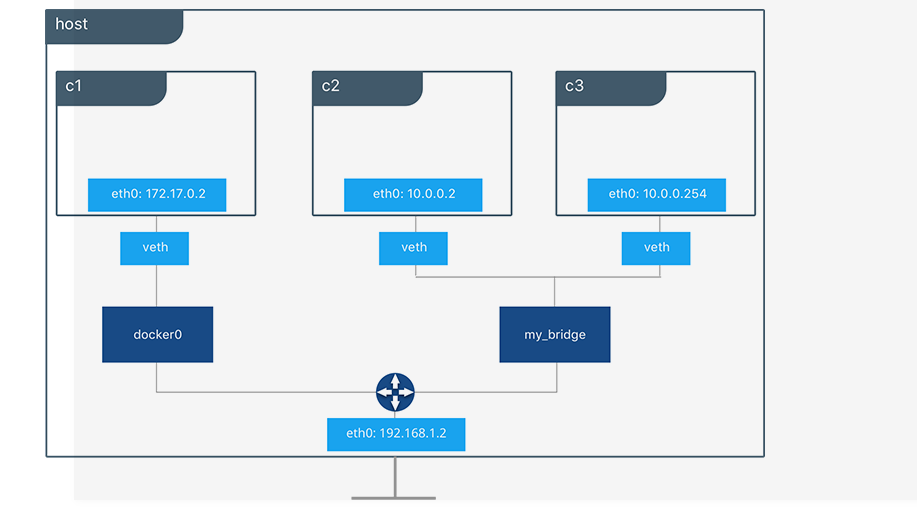 host
c1
c2
c3
eth0: 172.17.0.2
eth0: 10.0.0.2
eth0: 10.0.0.254
veth
veth
veth
docker0
my_bridge
eth0: 192.168.1.2